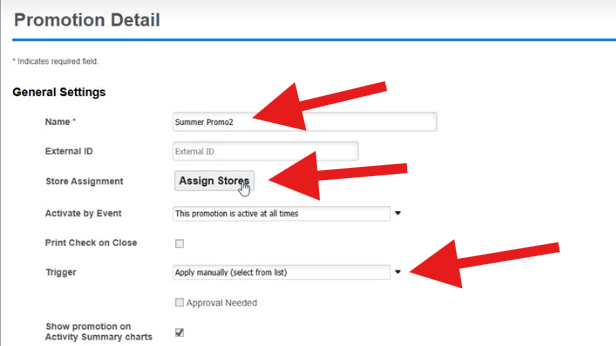 Promotion Detail
* Indicates required field.
General Settings
Name * Summer Promo2
External ID External ID
Store Assignment Assign Stores
Activate by Event This promotion is active at all times
Print Check on Close
Trigger Apply manually (select from list)
Approval Needed
Show promotion on
Activity Summary charts